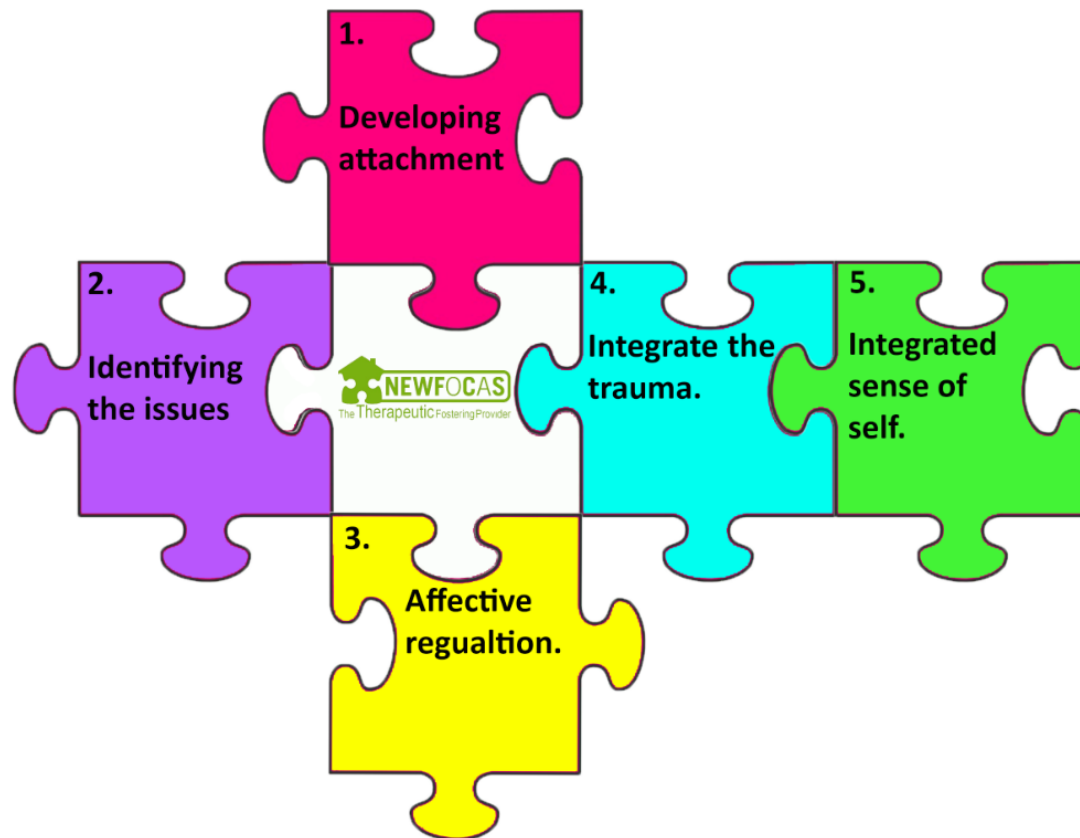 1.
Developing
attachment
2.
Identifying
the issues
NEWFOCAS
The Therapeutic Fostering Provider
4.
Integrate the
trauma.
5.
Integrated
sense of
self.
3.
Affective
regualtion.